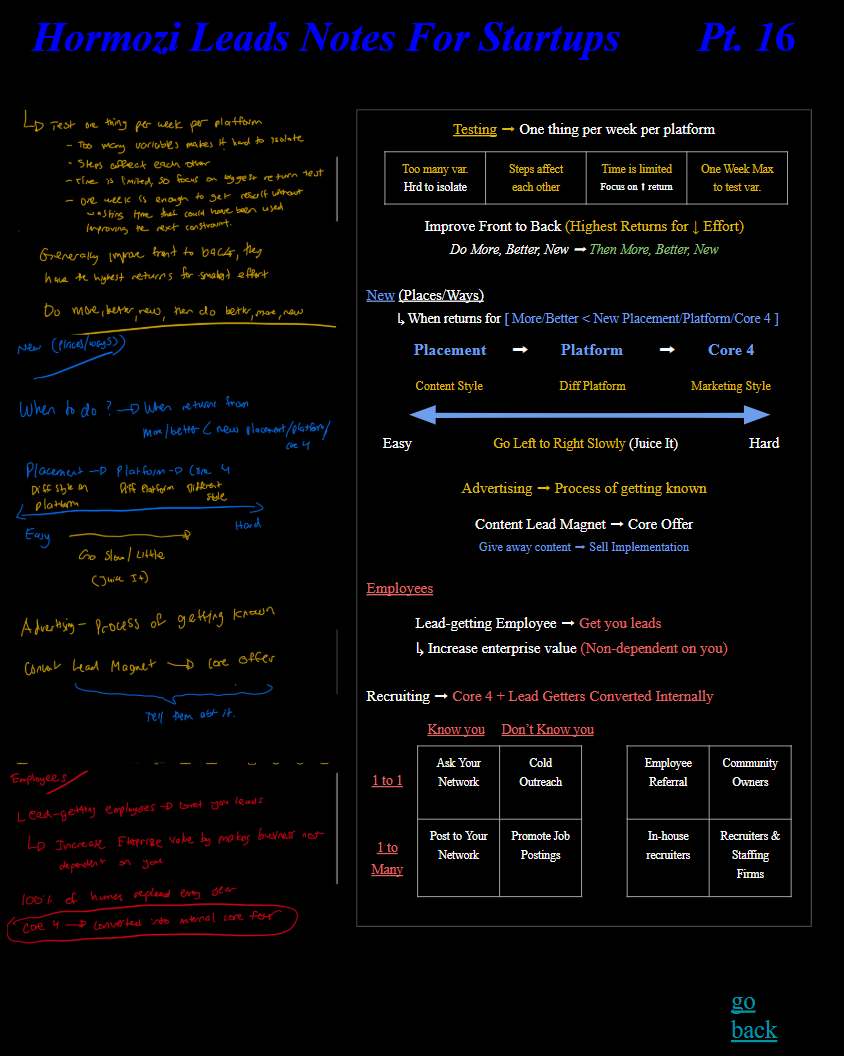 Hormozi Leads Notes For Startups Pt. 16
↳ Test one thing per week per platform
- Too many variables makes it hard to isolate
- Steps affect each other
- Time is limited, so focus on biggest return test
- one week is enough to get result without
wasting time that could have been used
improving the next constraint.
Generally improve front to back, they
have the highest returns for smallest effort
Do more, better, new, then do better, more, new
New (Places/ways)
When to do? → When returns from
more/better < new placement/platform/
core 4
Placement → Platform → Core 4
Diff style on
platform
Diff Platform
Different
style
Easy
Hard
Go Slow/Little
(Juice It)
Advertising - Process of getting known
Content Lead Magnet → core offer
Tell them abt it.
Employees
Lead-getting employees → Get you leads
↳ Increase value by makes business not
dependent on you
100% of every year
Core 4 → converted into internal core four
Testing → One thing per week per platform
Too many var.
Hrd to isolate
Steps affect
each other
Time is limited
Focus on ↑ return
One Week Max
to test var.
Improve Front to Back (Highest Returns for ↓ Effort)
Do More, Better, New → Then More, Better, New
New (Places/Ways)
↳ When returns for [ More/Better < New Placement/Platform/Core 4 ]
Placement → Platform → Core 4
Content Style Diff Platform Marketing Style
Easy Go Left to Right Slowly (Juice It) Hard
Advertising → Process of getting known
Content Lead Magnet → Core Offer
Give away content → Sell Implementation
Employees
Lead-getting Employee → Get you leads
↳ Increase enterprise value (Non-dependent on you)
Recruiting → Core 4 + Lead Getters Converted Internally
Know you Don't Know you
1 to 1
Ask Your
Network
Cold
Outreach
Employee
Referral
Community
Owners
1 to
Many
Post to Your
Network
Promote Job
Postings
In-house
recruiters
Recruiters &
Staffing
Firms
go
back